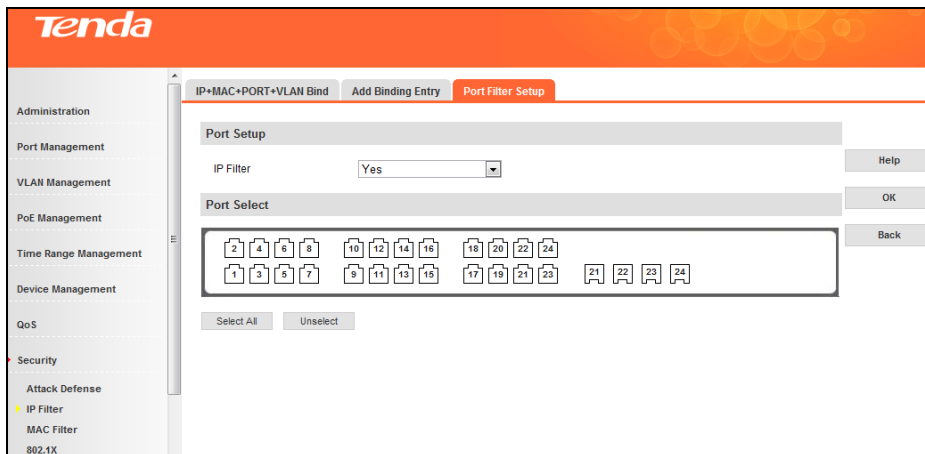 Tenda
Administration
Port Management
VLAN Management
PoE Management
Time Range Management
Device Management
QoS
Security
Attack Defense
IP Filter
MAC Filter
802.1X
IP+MAC+PORT+VLAN Bind Add Binding Entry Port Filter Setup
Port Setup
IP Filter Yes
Port Select
2 4 6 8 10 12 14 16 18 20 22 24
1 3 5 7 9 11 13 15 17 19 21 23 21 22 23 24
Select All Unselect
Help
OK
Back